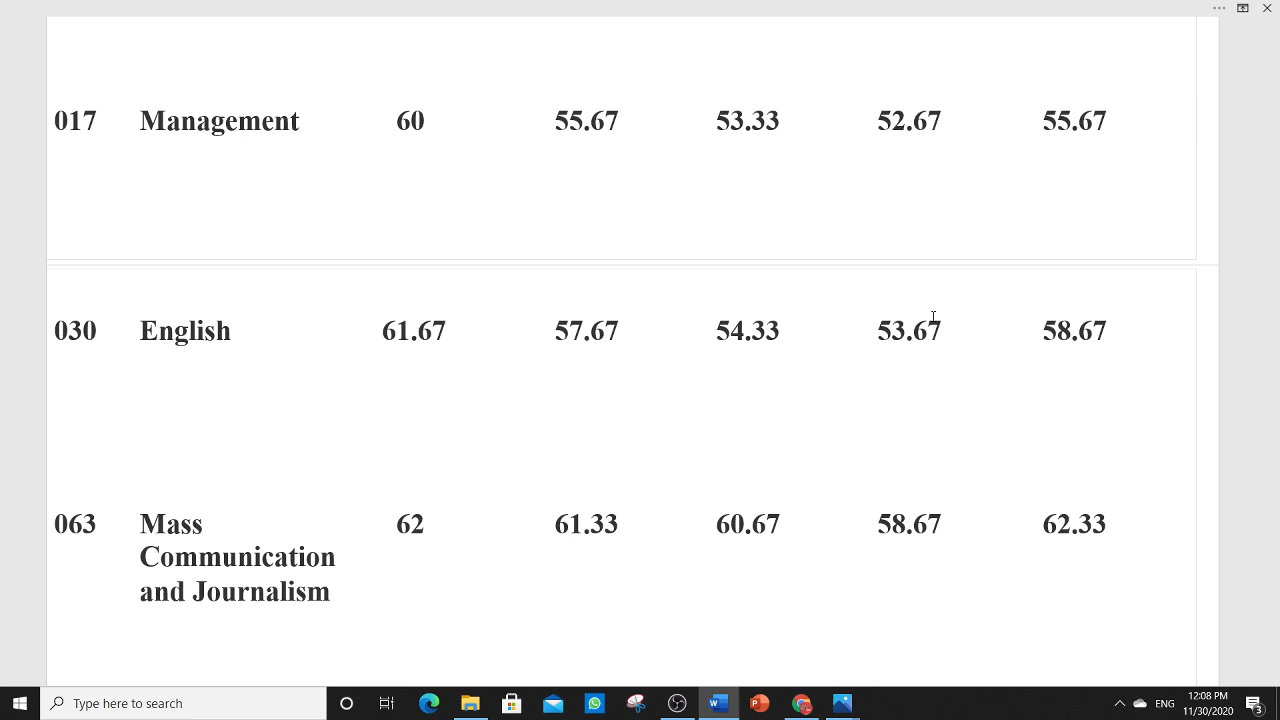 017 Management 60 55.67 53.33 52.67 55.67
030 English 61.67 57.67 54.33 53.67 58.67
063 Mass 62 61.33 60.67 58.67 62.33
Communication
and Journalism
Type here to search
ENG
12:08 PM
11/30/2020
3